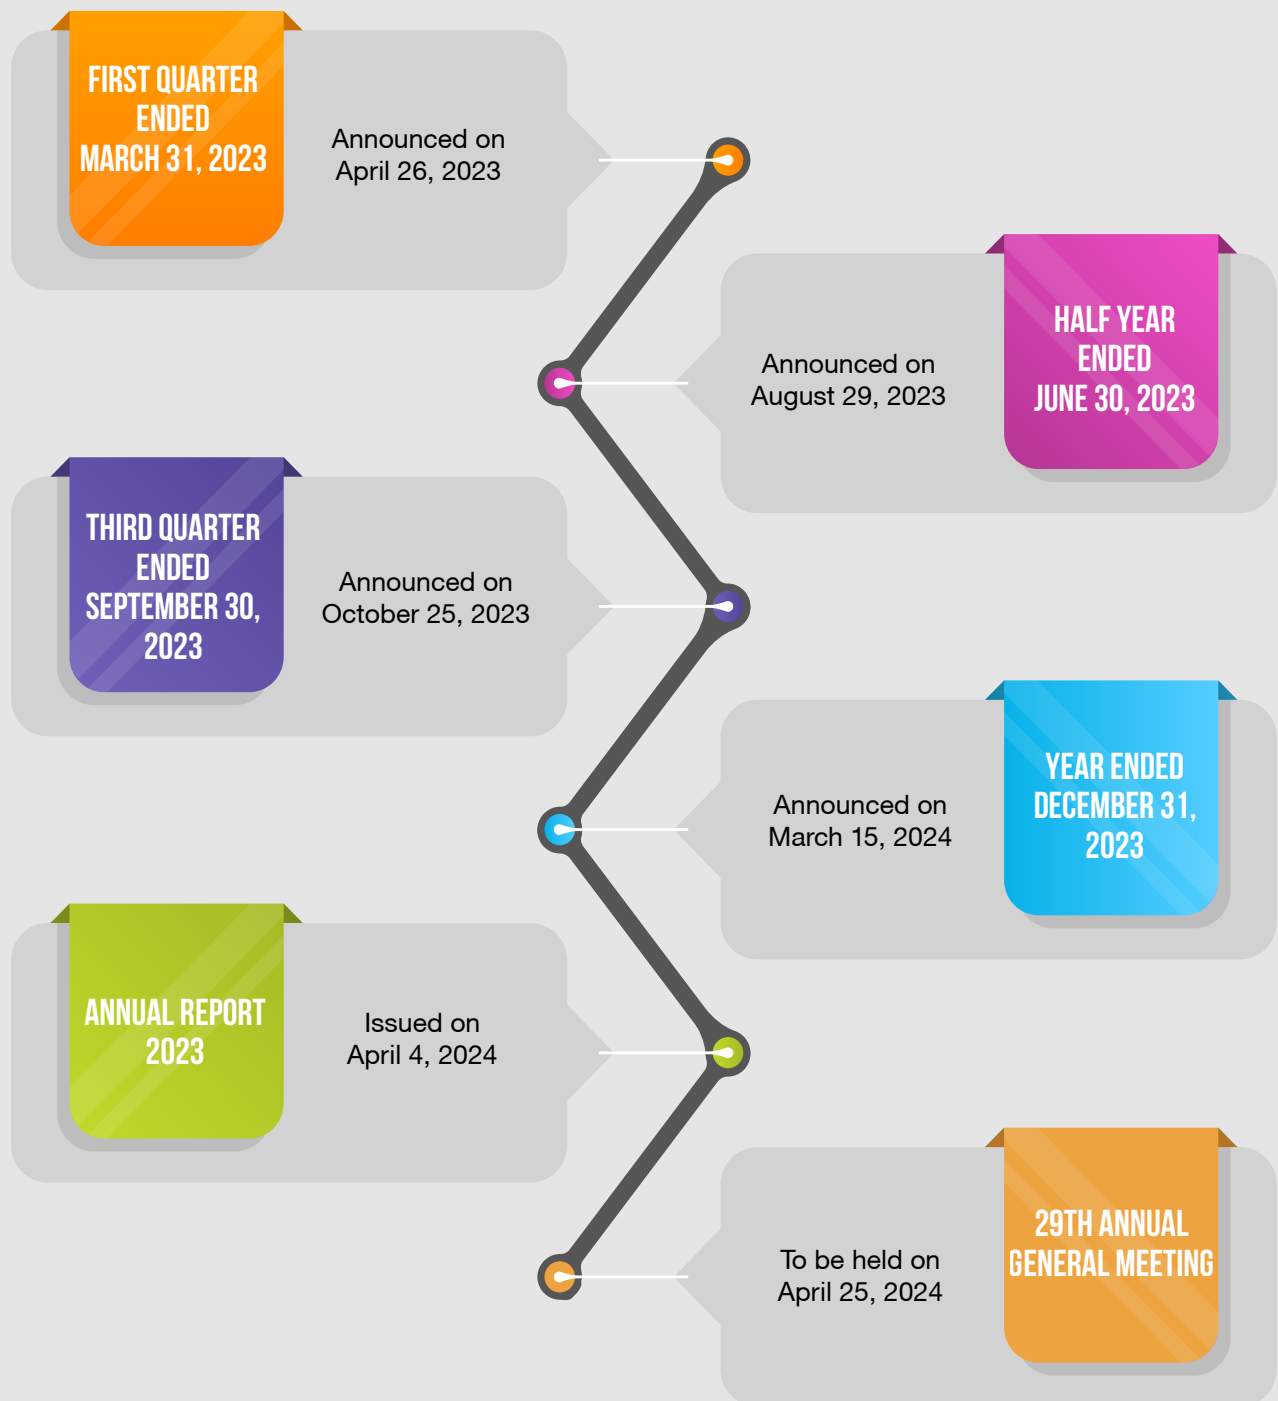 FIRST QUARTER
ENDED
MARCH 31, 2023
Announced on
April 26, 2023
Announced on
August 29, 2023
HALF YEAR
ENDED
JUNE 30, 2023
THIRD QUARTER
ENDED
SEPTEMBER 30,
2023
Announced on
October 25, 2023
Announced on
March 15, 2024
YEAR ENDED
DECEMBER 31,
2023
ANNUAL REPORT
2023
Issued on
April 4, 2024
To be held on
April 25, 2024
29TH ANNUAL
GENERAL MEETING